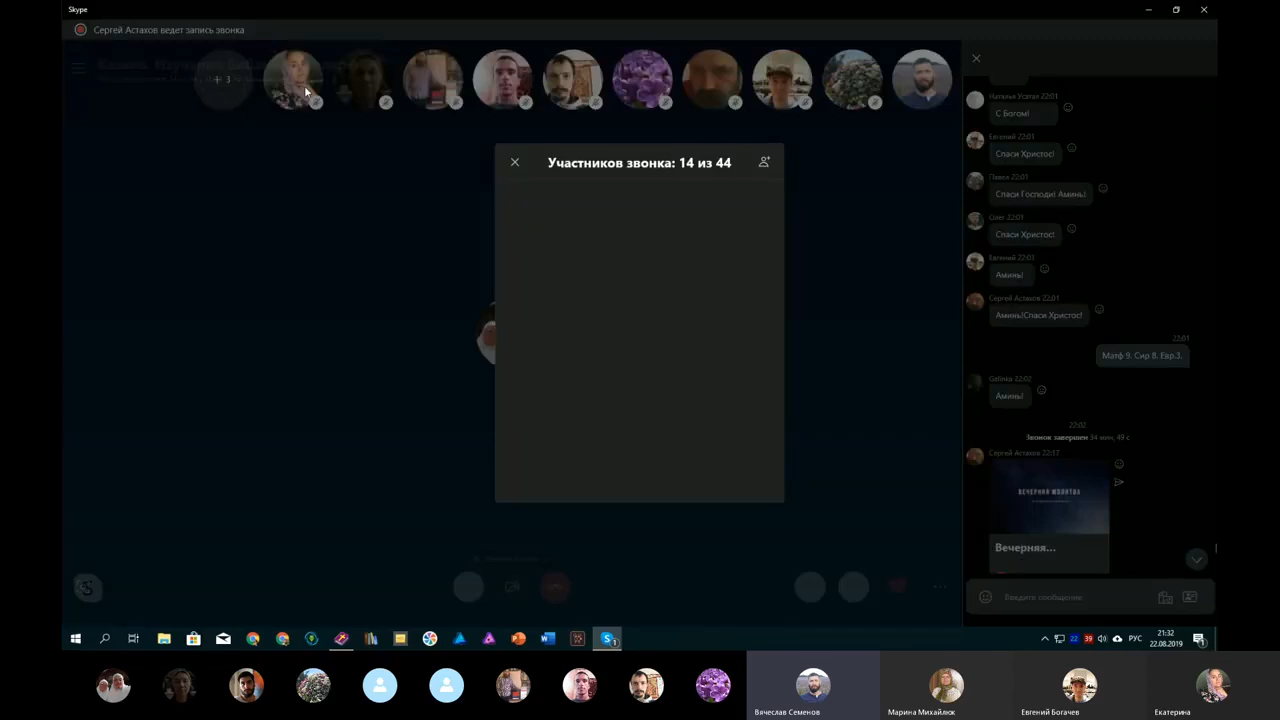 Skype
Сергей Астахов ведет запись звонка
+ 3
Участников звонка: 14 из 44
Наталья Усатая 22:01
С Богом!
Евгений 22:01
Спаси Христос!
Павел 22:01
Спаси Господи! Аминь!
Олег 22:01
Спаси Христос!
Евгений 22:01
Аминь!
Сергей Астахов 22:01
Аминь!Спаси Христос!
22:01
Матф 9. Сир 8. Евр.3.
Galinka 22:02
Аминь!
22:02
Звонок завершен 34 мин, 49 с
Сергей Астахов 22:17
ВЕЧЕРНЯЯ МОЛИТВА
Вечерняя...
Введите сообщение
22
39
РУС
21:32
22.08.2019
Вячеслав Семенов
Марина Михайлюк
Евгений Богачев
Екатерина